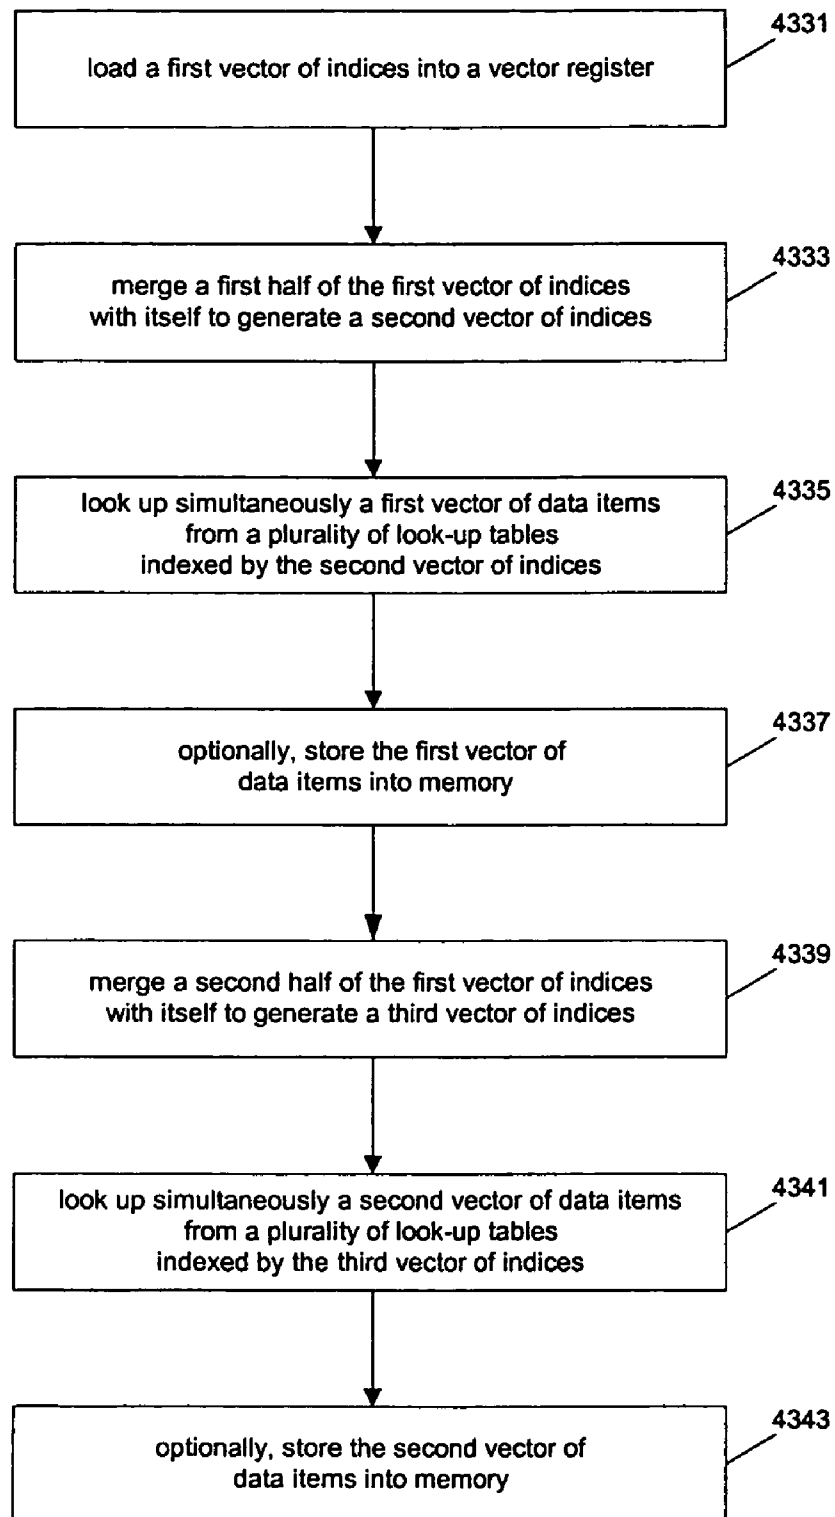 4331
load a first vector of indices into a vector register
4333
merge a first half of the first vector of indices
with itself to generate a second vector of indices
4335
look up simultaneously a first vector of data items
from a plurality of look-up tables
indexed by the second vector of indices
4337
optionally, store the first vector of
data items into memory
4339
merge a second half of the first vector of indices
with itself to generate a third vector of indices
4341
look up simultaneously a second vector of data items
from a plurality of look-up tables
indexed by the third vector of indices
4343
optionally, store the second vector of
data items into memory